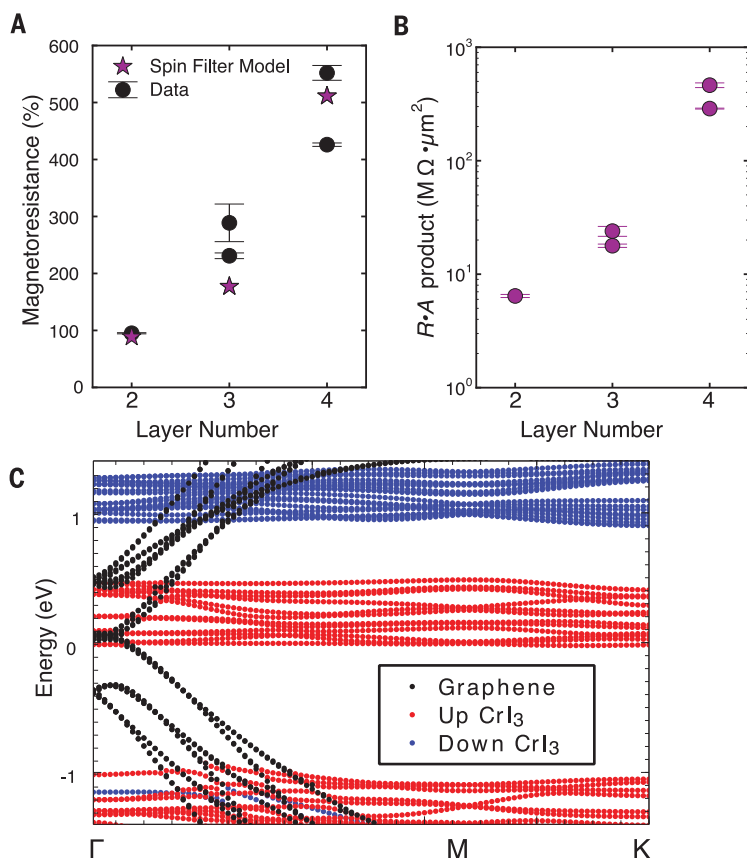 A
600
500
400
300
200
100
0
Magnetoresistance (%)
Spin Filter Model
Data
2 3 4
Layer Number
B
10³
10²
10¹
10⁰
R•A product (MΩ•μm²)
2 3 4
Layer Number
C
1
0
-1
Energy (eV)
Graphene
Up CrI₃
Down CrI₃
Γ M K